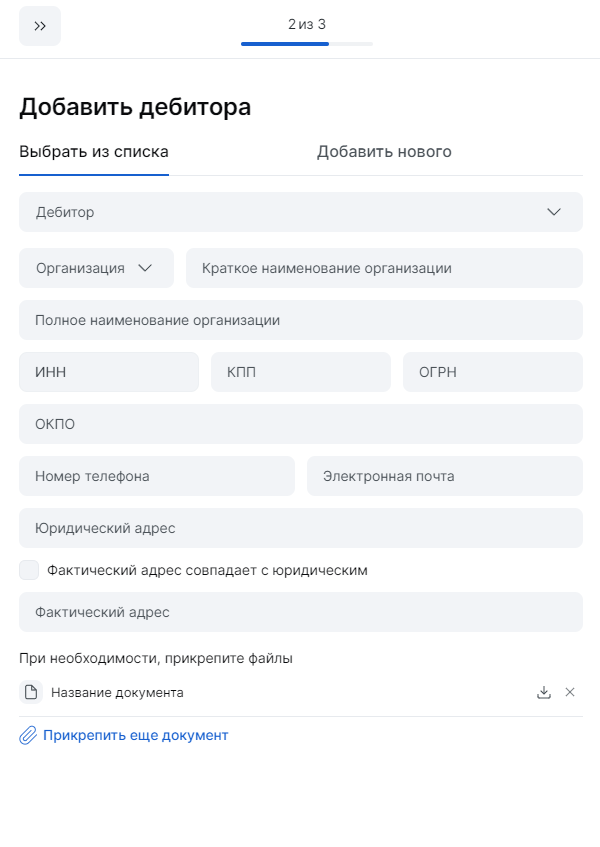 2 из 3
Добавить дебитора
Выбрать из списка
Добавить нового
Дебитор
Организация
Краткое наименование организации
Полное наименование организации
ИНН
КПП
ОГРН
ОКПО
Номер телефона
Электронная почта
Юридический адрес
Фактический адрес совпадает с юридическим
Фактический адрес
При необходимости, прикрепите файлы
Название документа
Прикрепить еще документ